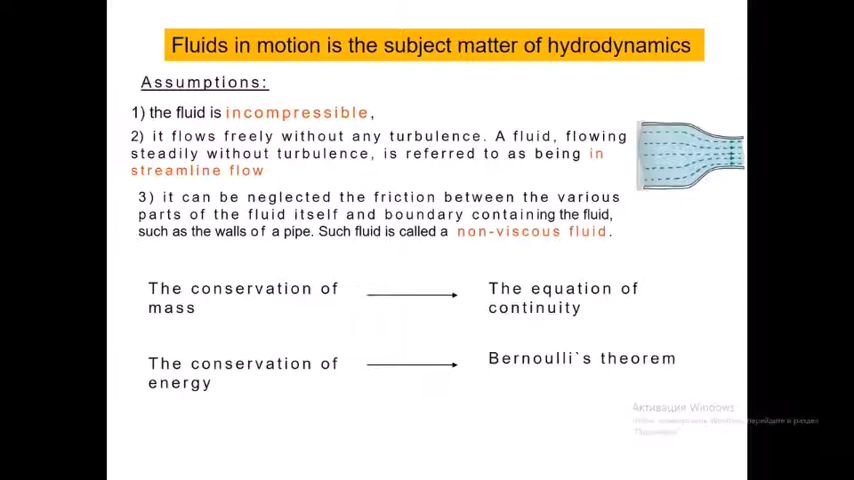 Fluids in motion is the subject matter of hydrodynamics
Assumptions:
1) the fluid is incompressible,
2) it flows freely without any turbulence. A fluid, flowing
steadily without turbulence, is referred to as being in
streamline flow
3) it can be neglected the friction between the various
parts of the fluid itself and boundary containing the fluid,
such as the walls of a pipe. Such fluid is called a non-viscous fluid.
The conservation of
mass
The equation of
continuity
The conservation of
energy
Bernoulli`s theorem
Активация Windows
Windows, перейдите в раздел